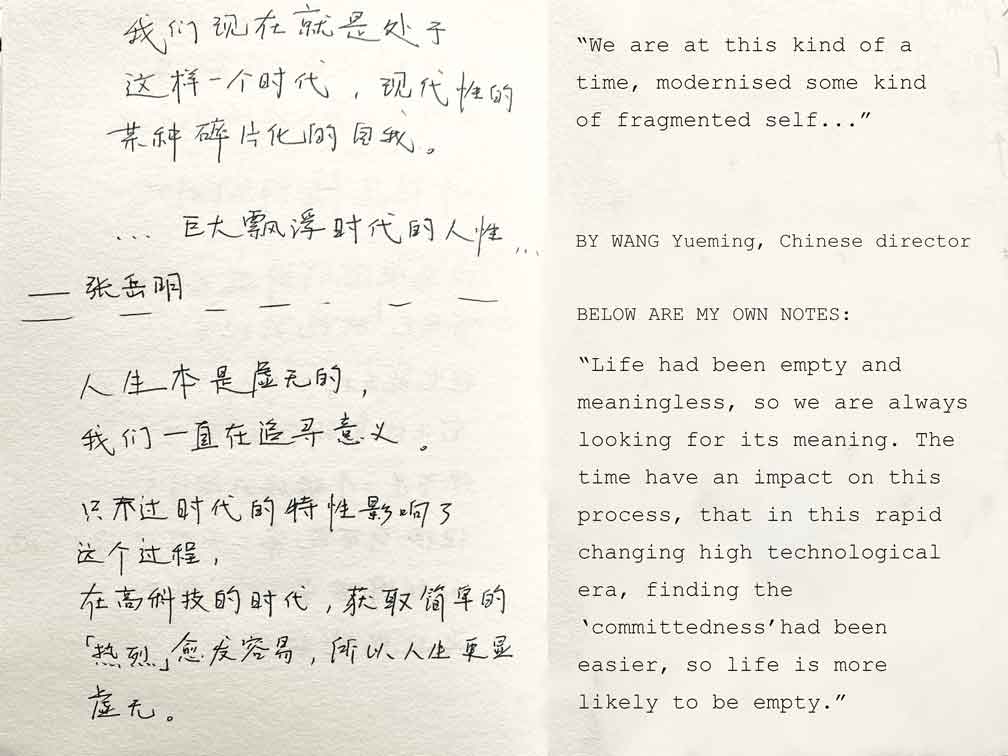 我们现在就是处于
这样一个时代，现代性的
某种碎片化的自我。
... 巨大飘浮时代的人性...
—— 张岳明
人生本是虚无的，
我们一直在追寻意义。
只不过时代的特性影响了
这个过程，
在高科技的时代，获取简单的
「热烈」愈发容易，所以人生更显
虚无。
“We are at this kind of a
time, modernised some kind
of fragmented self...”
BY WANG Yueming, Chinese director
BELOW ARE MY OWN NOTES:
“Life had been empty and
meaningless, so we are always
looking for its meaning. The
time have an impact on this
process, that in this rapid
changing high technological
era, finding the
‘committedness’had been
easier, so life is more
likely to be empty.”